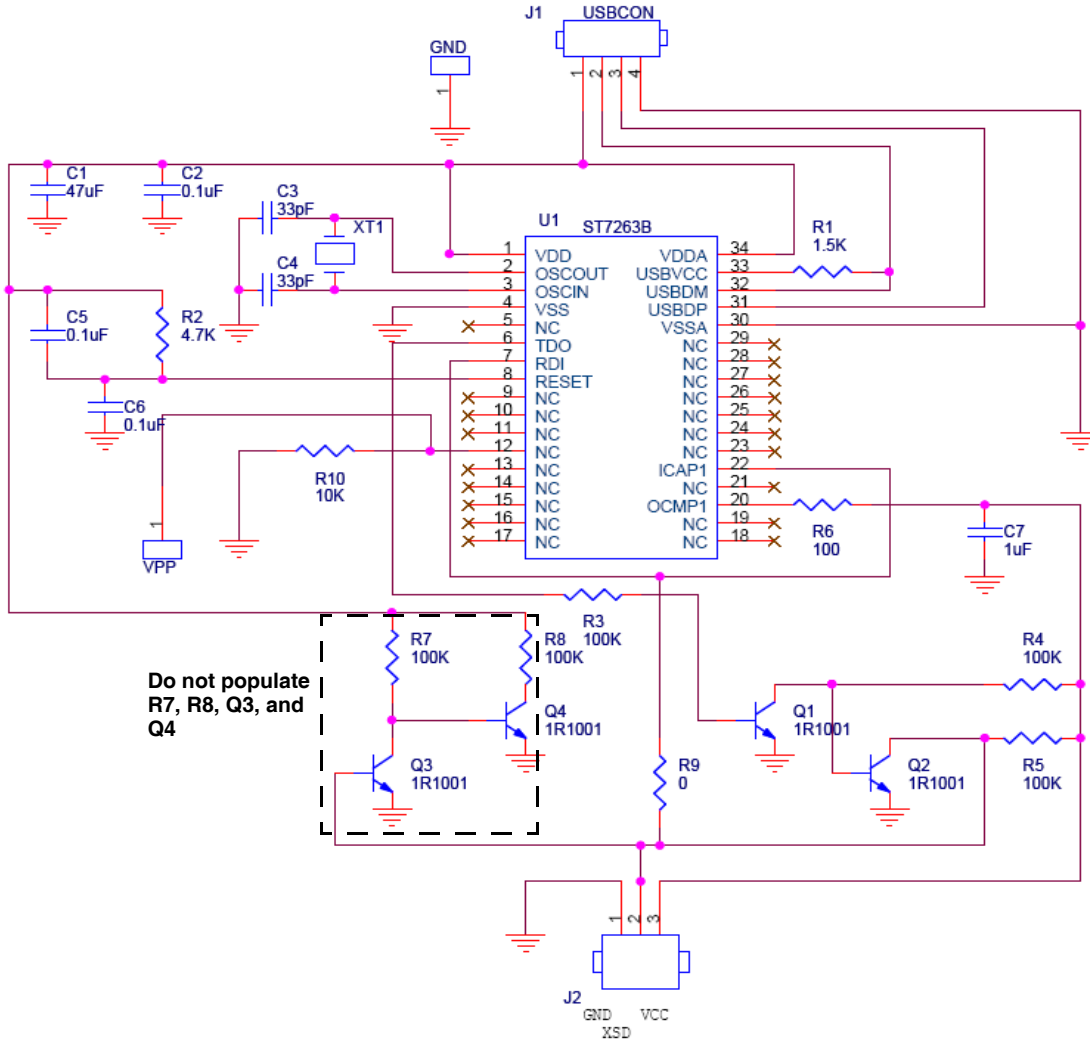 J1 USBCON
1 2 3 4
GND
1
C1
47uF
C2
0.1uF
C3
33pF
XT1
C4
33pF
C5
0.1uF
R2
4.7K
C6
0.1uF
R10
10K
1
VPP
U1 ST7263B
1 VDD
2 OSCOUT
3 OSCIN
4 VSS
5 NC
6 TDO
7 RDI
8 RESET
9 NC
10 NC
11 NC
12 NC
13 NC
14 NC
15 NC
16 NC
17 NC
VDDA 34
USBVCC 33
USBDM 32
USBDP 31
VSSA 30
NC 29
NC 28
NC 27
NC 26
NC 25
NC 24
NC 23
ICAP1 22
NC 21
OCMP1 20
NC 19
NC 18
R1
1.5K
R6
100
C7
1uF
R3
100K
R7
100K
R8
100K
R4
100K
Do not populate
R7, R8, Q3, and
Q4
Q4
1R1001
Q3
1R1001
Q1
1R1001
Q2
1R1001
R5
100K
R9
0
1 2 3
J2
GND VCC
XSD